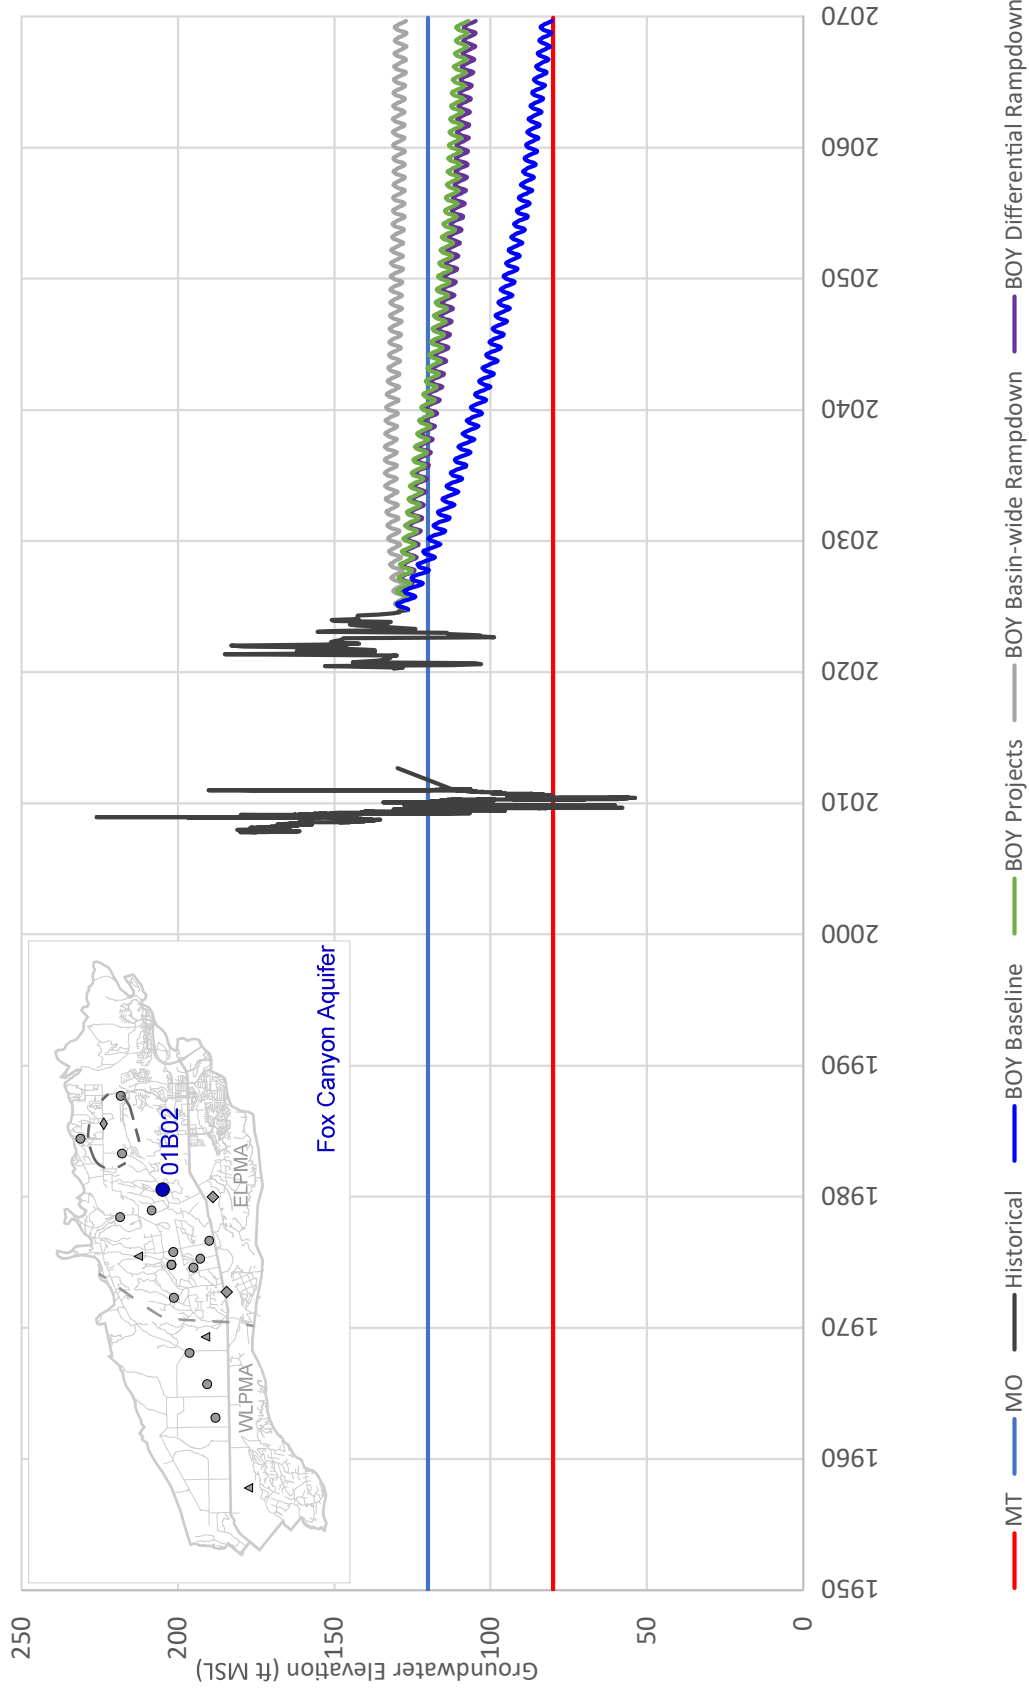 250
200
150
100
50
0
Groundwater Elevation (ft MSL)
1950
1960
1970
1980
1990
2000
2010
2020
2030
2040
2050
2060
2070
WLPMA
ELPMA
01B02
Fox Canyon Aquifer
MT
MO
Historical
BOY Baseline
BOY Projects
BOY Basin-wide Rampdown
BOY Differential Rampdown